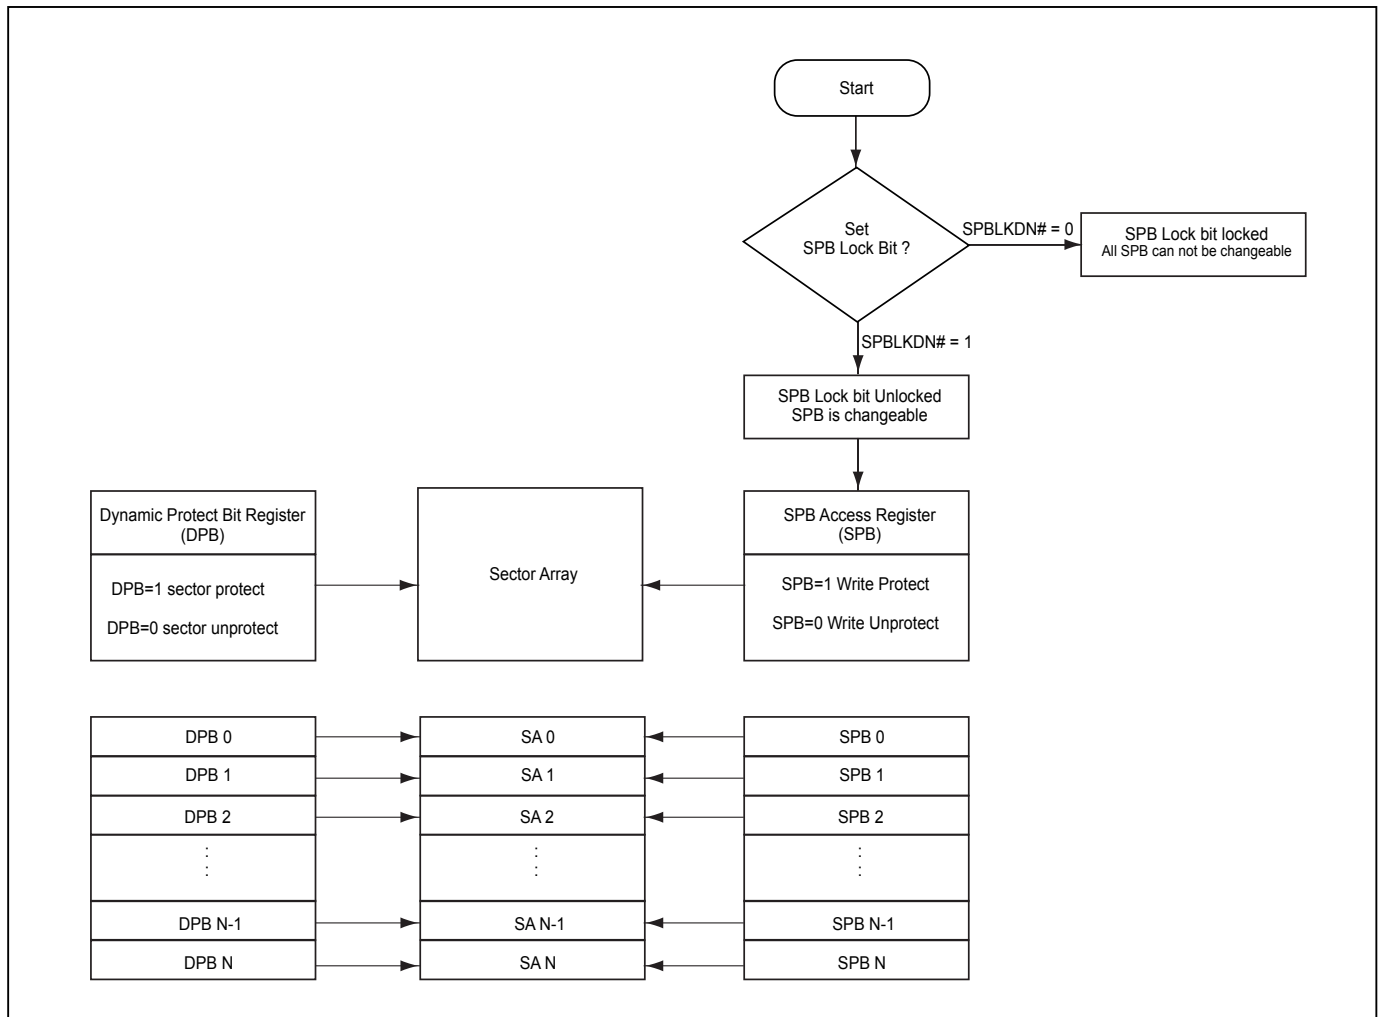 Start
Set
SPB Lock Bit ?
SPBLKDN# = 0
SPB Lock bit locked
All SPB can not be changeable
SPBLKDN# = 1
SPB Lock bit Unlocked
SPB is changeable
Dynamic Protect Bit Register
(DPB)
DPB=1 sector protect
DPB=0 sector unprotect
Sector Array
SPB Access Register
(SPB)
SPB=1 Write Protect
SPB=0 Write Unprotect
DPB 0
SA 0
SPB 0
DPB 1
SA 1
SPB 1
DPB 2
SA 2
SPB 2
DPB N-1
SA N-1
SPB N-1
DPB N
SA N
SPB N